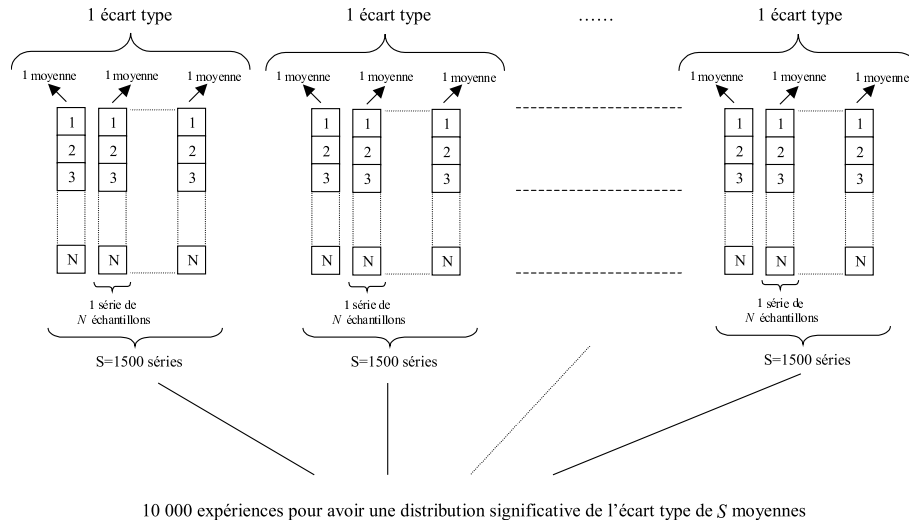 1 écart type 1 écart type ...... 1 écart type
1 moyenne 1 moyenne 1 moyenne 1 moyenne 1 moyenne 1 moyenne 1 moyenne 1 moyenne 1 moyenne
1 1 1 1 1 1 1 1 1
2 2 2 2 2 2 2 2 2
3 3 3 3 3 3 3 3 3
N N N N N N N N N
1 série de 1 série de 1 série de
N échantillons N échantillons N échantillons
S=1500 séries S=1500 séries S=1500 séries
10 000 expériences pour avoir une distribution significative de l'écart type de S moyennes